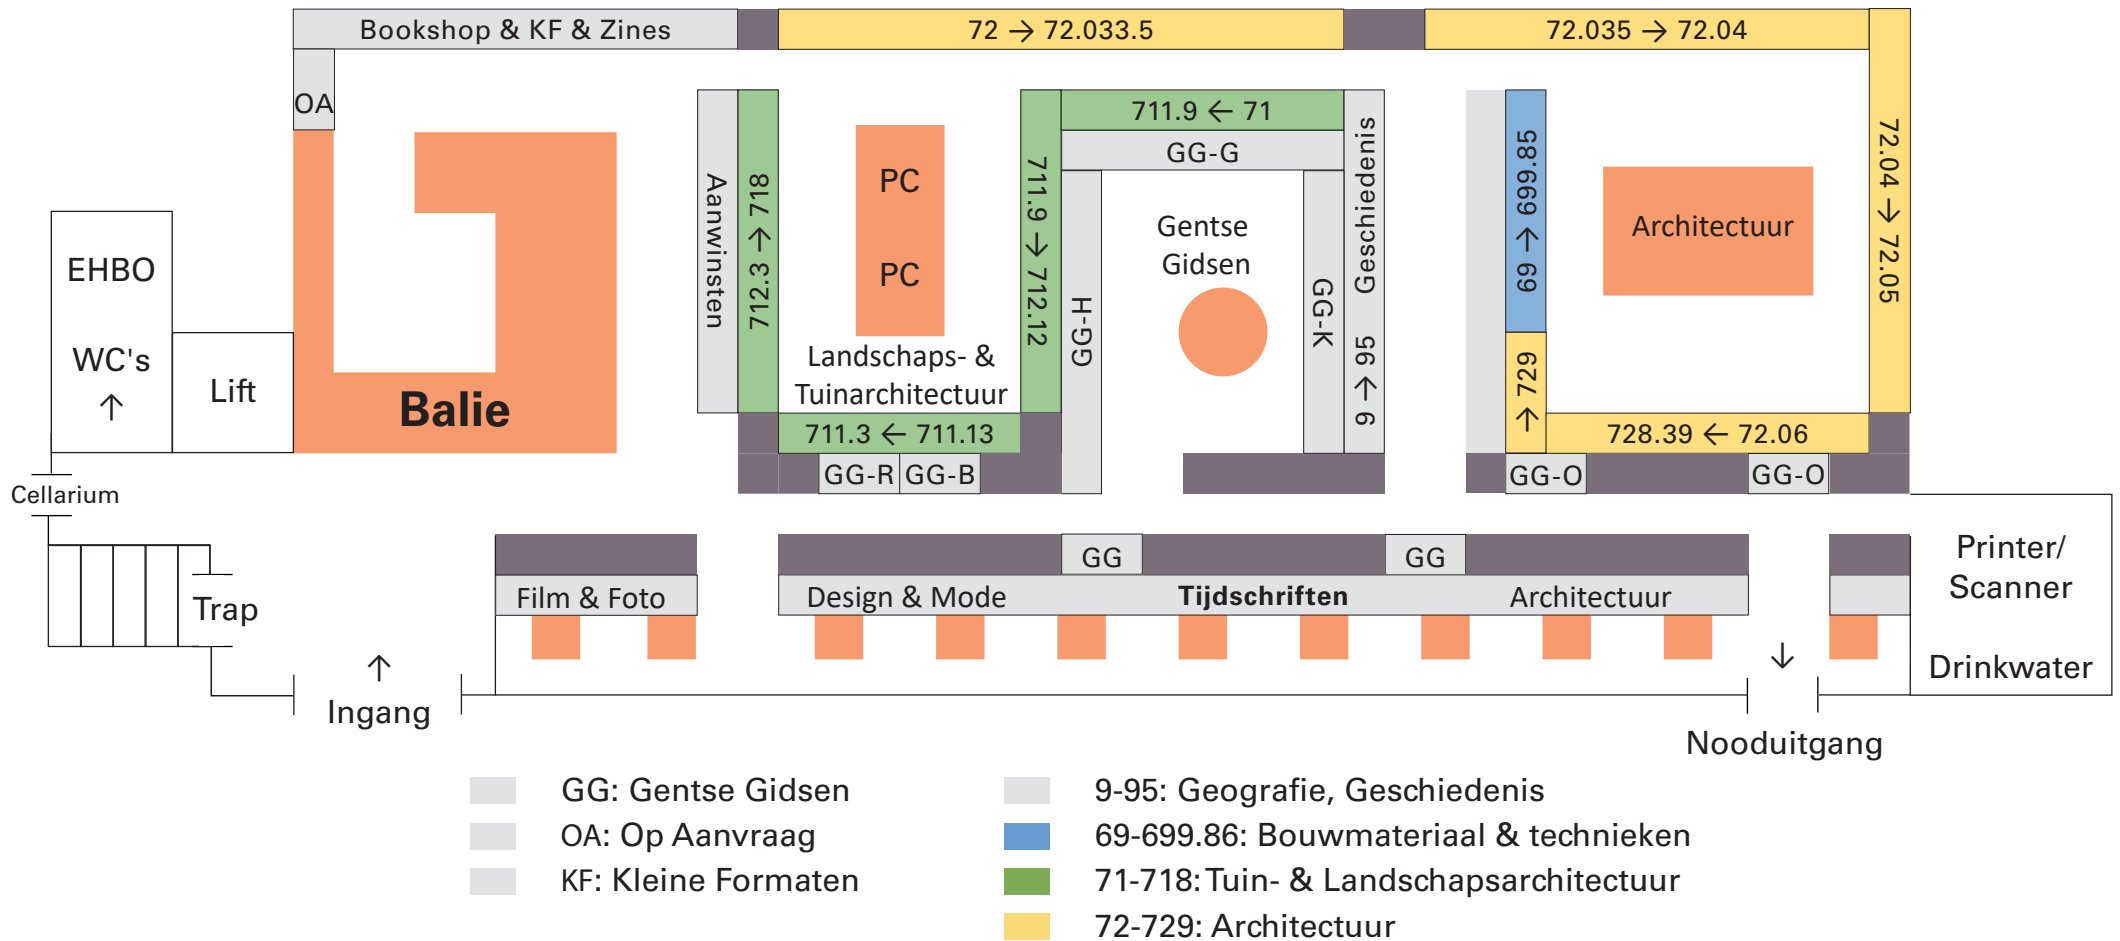 Bookshop & KF & Zines
72 → 72.033.5
72.035 → 72.04
OA
Aanwinsten
712.3 → 718
PC
PC
Landschaps- &
Tuinarchitectuur
711.9 → 712.12
711.3 ← 711.13
GG-R
GG-B
711.9 ← 71
GG-G
GG-H
Gentse
Gidsen
GG-K
9 → 95 Geschiedenis
69 → 699.85
→ 729
Architectuur
72.04 → 72.05
728.39 ← 72.06
GG-O
GG-O
EHBO
WC's
↑
Lift
Balie
Cellarium
Trap
↑
Ingang
Film & Foto
GG
GG
Design & Mode
Tijdschriften
Architectuur
↓
Nooduitgang
Printer/
Scanner
Drinkwater
GG: Gentse Gidsen
OA: Op Aanvraag
KF: Kleine Formaten
9-95: Geografie, Geschiedenis
69-699.86: Bouwmateriaal & technieken
71-718: Tuin- & Landschapsarchitectuur
72-729: Architectuur